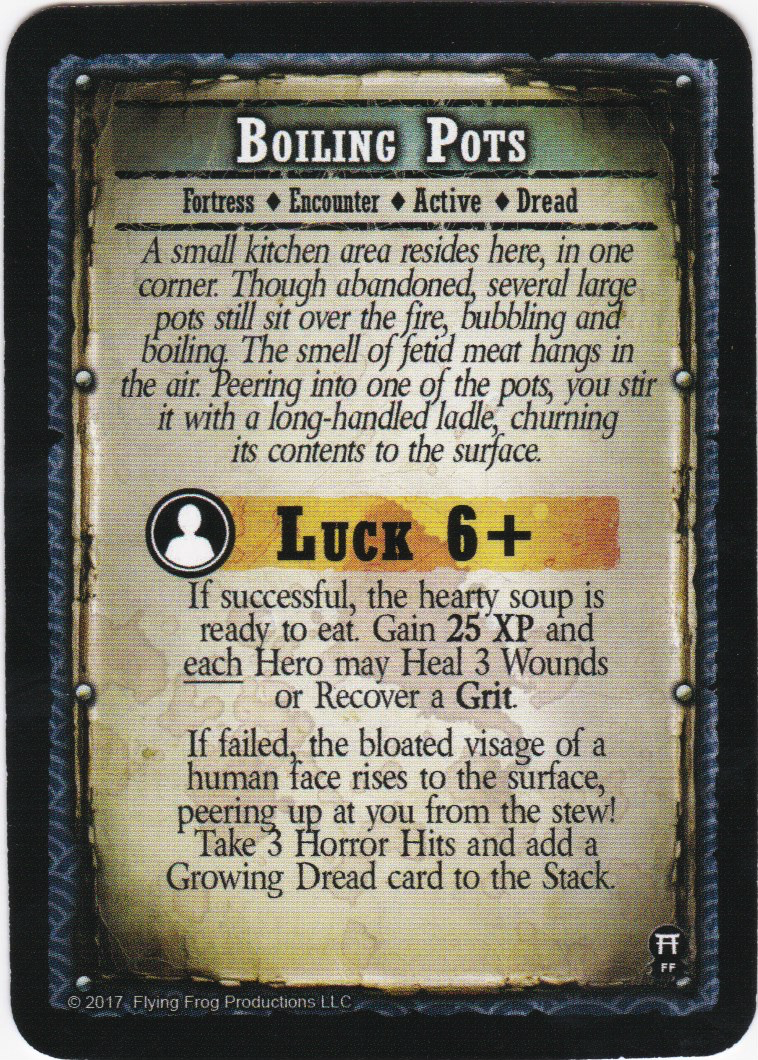 Boiling Pots
Fortress ♦ Encounter ♦ Active ♦ Dread
A small kitchen area resides here, in one
corner. Though abandoned, several large
pots still sit over the fire, bubbling and
boiling. The smell of fetid meat hangs in
the air. Peering into one of the pots, you stir
it with a long-handled ladle, churning
its contents to the surface.
Luck 6+
If successful, the hearty soup is
ready to eat. Gain 25 XP and
each Hero may Heal 3 Wounds
or Recover a Grit.
If failed, the bloated visage of a
human face rises to the surface,
peering up at you from the stew!
Take 3 Horror Hits and add a
Growing Dread card to the Stack.
FF
© 2017 Flying Frog Productions LLC